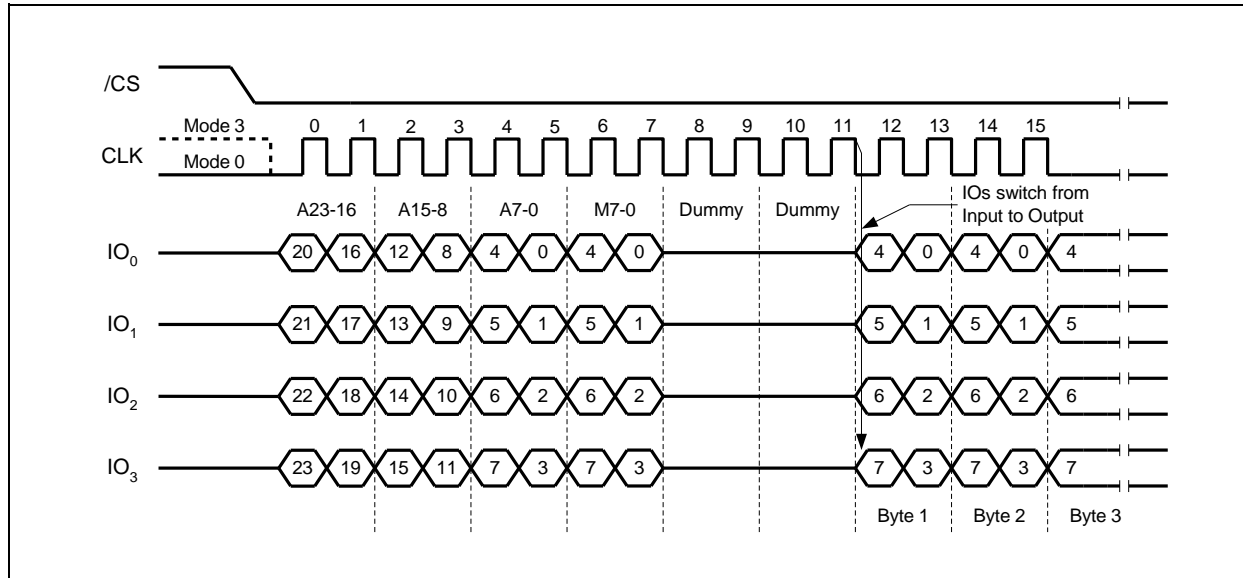 /CS
Mode 3 0 1 2 3 4 5 6 7 8 9 10 11 12 13 14 15
CLK Mode 0
A23-16 A15-8 A7-0 M7-0 Dummy Dummy IOs switch from
Input to Output
IO0 20 16 12 8 4 0 4 0 4 0 4 0 4
IO1 21 17 13 9 5 1 5 1 5 1 5 1 5
IO2 22 18 14 10 6 2 6 2 6 2 6 2 6
IO3 23 19 15 11 7 3 7 3 7 3 7 3 7
Byte 1 Byte 2 Byte 3